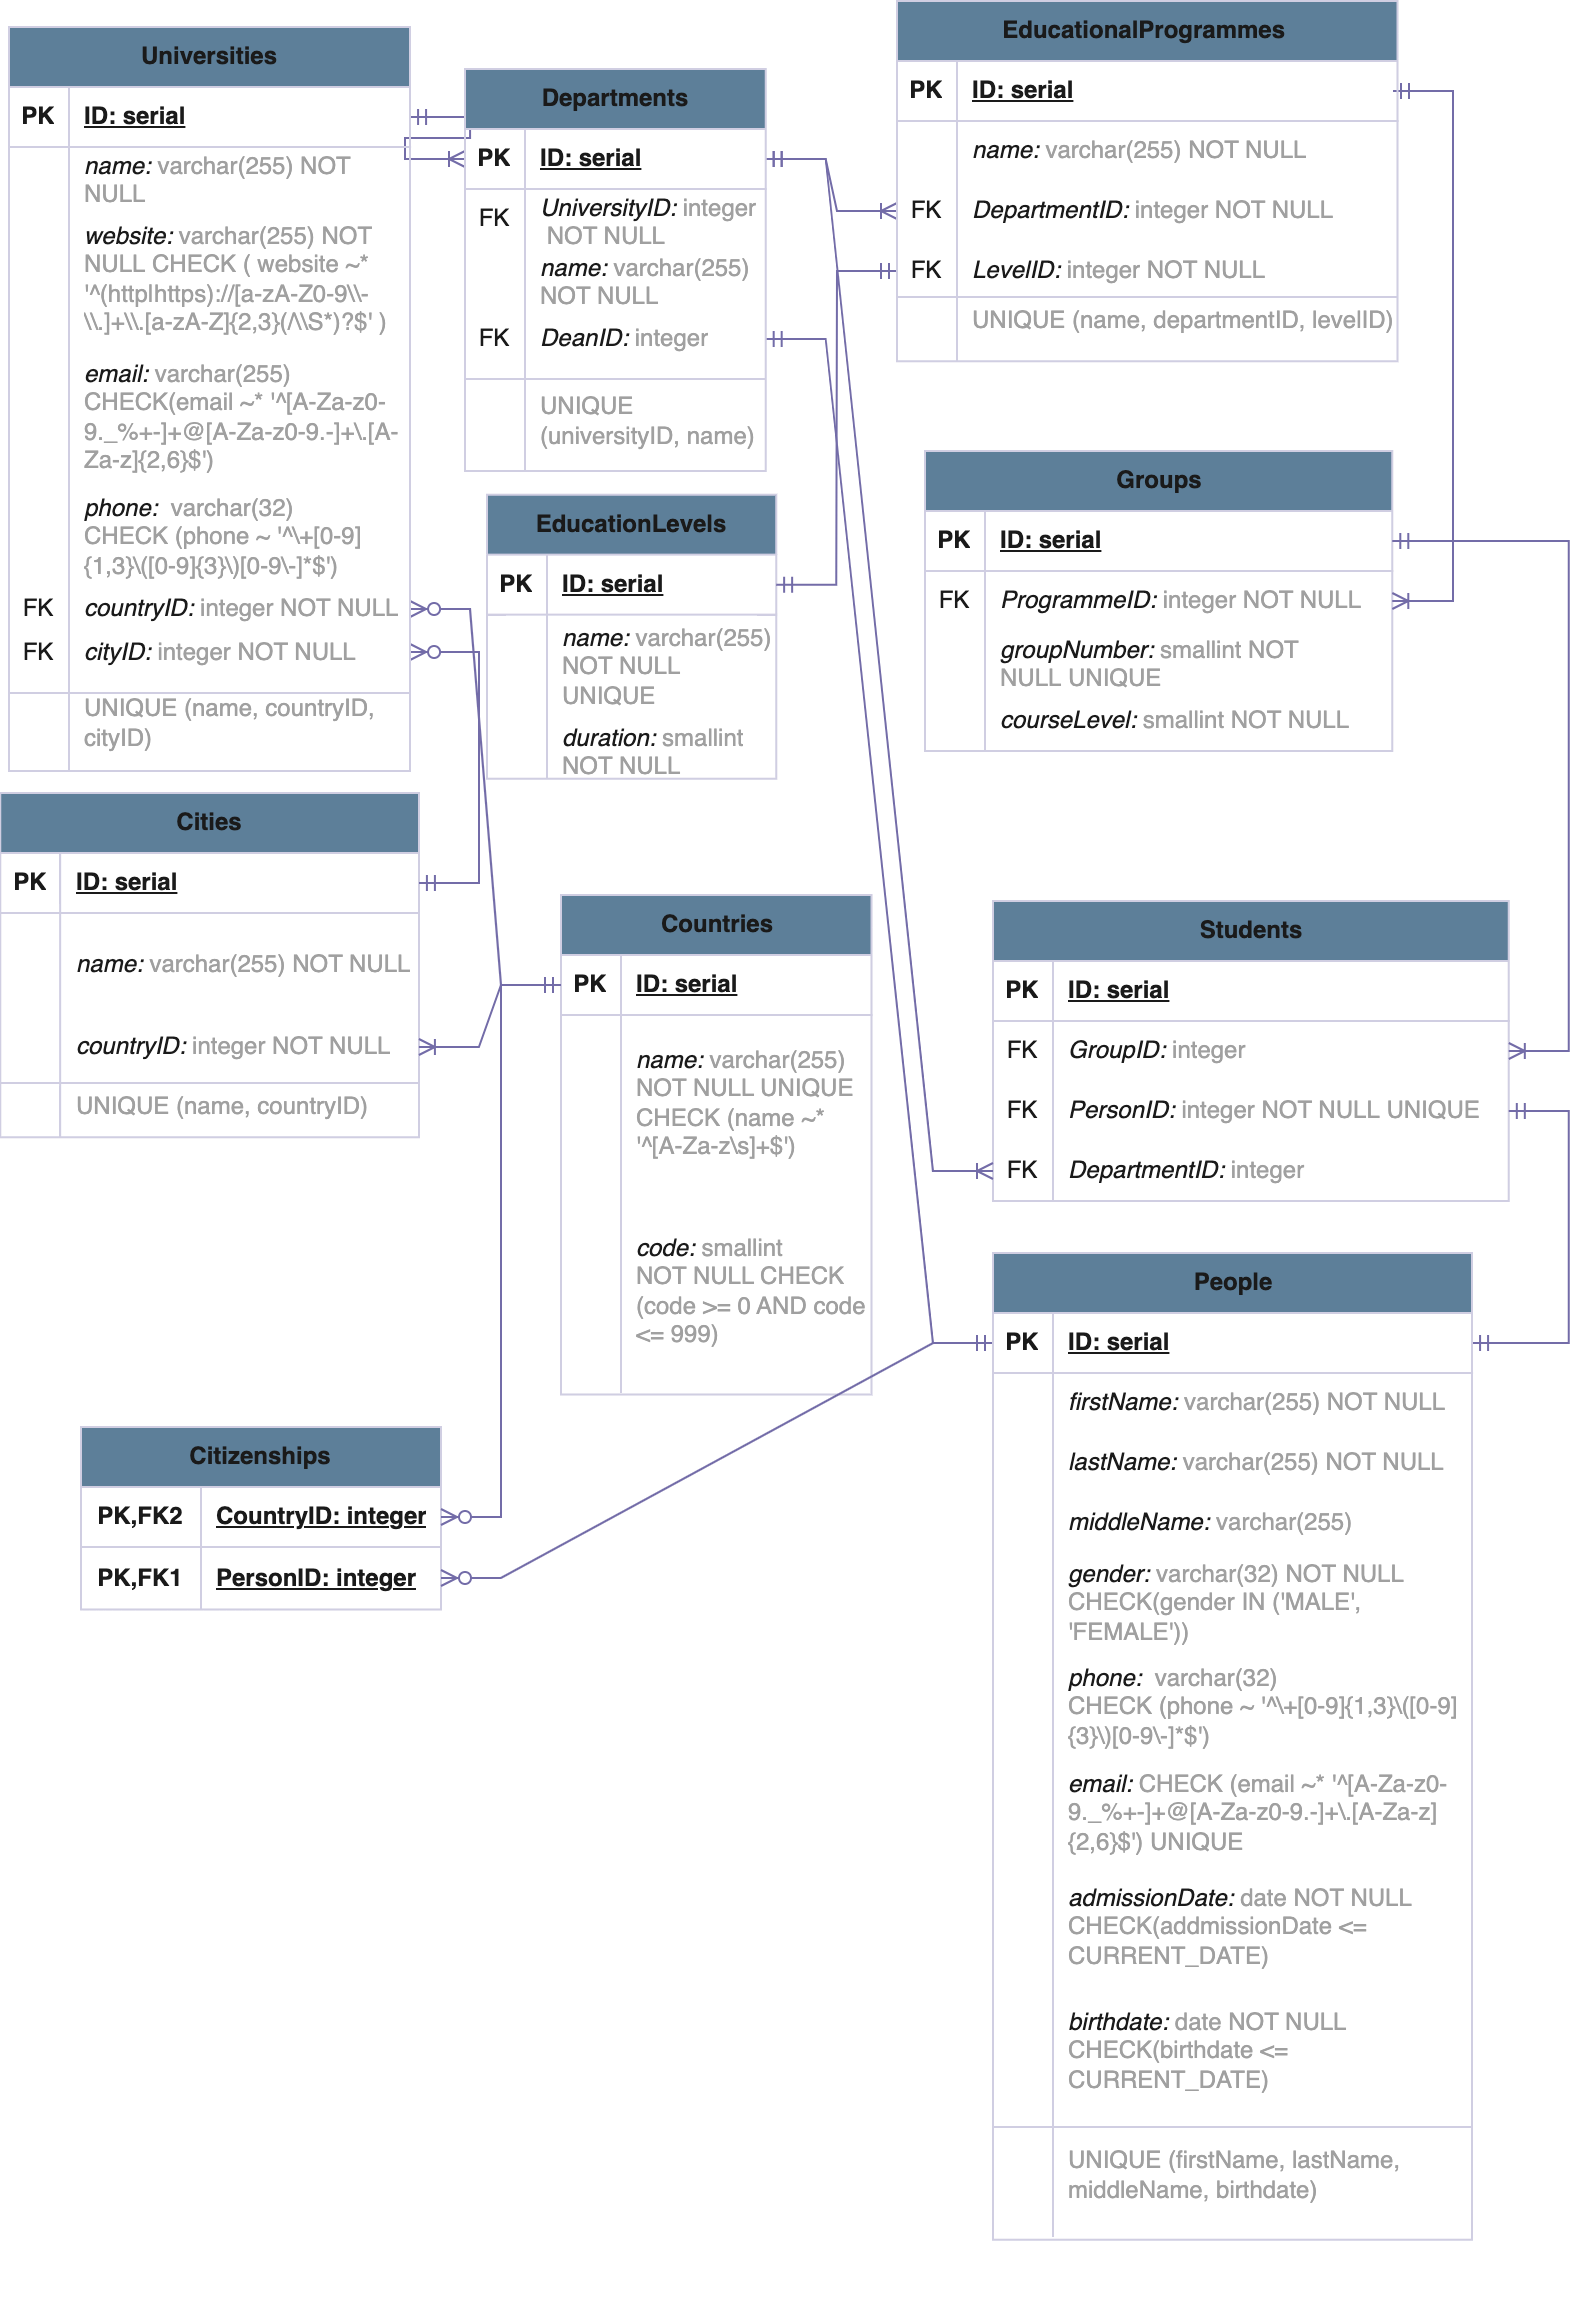 Universities
PK
ID: serial
name: varchar(255) NOT
NULL
website: varchar(255) NOT
NULL CHECK ( website ~*
'^(http|https)://[a-zA-Z0-9\\-
\\.]+\\.[a-zA-Z]{2,3}(/\\S*)?$' )
email: varchar(255)
CHECK(email ~* '^[A-Za-z0-
9._%+-]+@[A-Za-z0-9.-]+\.[A-
Za-z]{2,6}$')
phone:  varchar(32)
CHECK (phone ~ '^\+[0-9]
{1,3}\([0-9]{3}\)[0-9\-]*$')
FK
countryID: integer NOT NULL
FK
cityID: integer NOT NULL
UNIQUE (name, countryID,
cityID)
Departments
PK
ID: serial
FK
UniversityID: integer
NOT NULL
name: varchar(255)
NOT NULL
FK
DeanID: integer
UNIQUE
(universityID, name)
EducationalProgrammes
PK
ID: serial
name: varchar(255) NOT NULL
FK
DepartmentID: integer NOT NULL
FK
LevelID: integer NOT NULL
UNIQUE (name, departmentID, levelID)
EducationLevels
PK
ID: serial
name: varchar(255)
NOT NULL
UNIQUE
duration: smallint
NOT NULL
Groups
PK
ID: serial
FK
ProgrammeID: integer NOT NULL
groupNumber: smallint NOT
NULL UNIQUE
courseLevel: smallint NOT NULL
Cities
PK
ID: serial
name: varchar(255) NOT NULL
countryID: integer NOT NULL
UNIQUE (name, countryID)
Countries
PK
ID: serial
name: varchar(255)
NOT NULL UNIQUE
CHECK (name ~*
'^[A-Za-z\s]+$')
code: smallint
NOT NULL CHECK
(code >= 0 AND code
<= 999)
Students
PK
ID: serial
FK
GroupID: integer
FK
PersonID: integer NOT NULL UNIQUE
FK
DepartmentID: integer
People
PK
ID: serial
firstName: varchar(255) NOT NULL
lastName: varchar(255) NOT NULL
middleName: varchar(255)
gender: varchar(32) NOT NULL
CHECK(gender IN ('MALE',
'FEMALE'))
phone:  varchar(32)
CHECK (phone ~ '^\+[0-9]{1,3}\([0-9]
{3}\)[0-9\-]*$')
email: CHECK (email ~* '^[A-Za-z0-
9._%+-]+@[A-Za-z0-9.-]+\.[A-Za-z]
{2,6}$') UNIQUE
admissionDate: date NOT NULL
CHECK(addmissionDate <=
CURRENT_DATE)
birthdate: date NOT NULL
CHECK(birthdate <=
CURRENT_DATE)
UNIQUE (firstName, lastName,
middleName, birthdate)
Citizenships
PK,FK2
CountryID: integer
PK,FK1
PersonID: integer